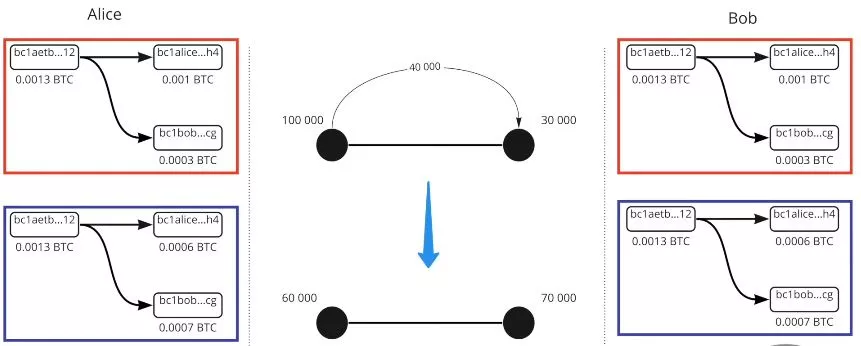 Alice
Bob
bc1aetb...12
bc1alice...h4
0.0013 BTC
0.001 BTC
bc1bob...cg
0.0003 BTC
40 000
100 000
30 000
bc1aetb...12
bc1alice...h4
0.0013 BTC
0.001 BTC
bc1bob...cg
0.0003 BTC
bc1aetb...12
bc1alice...h4
0.0013 BTC
0.0006 BTC
bc1bob...cg
0.0007 BTC
60 000
70 000
bc1aetb...12
bc1alice...h4
0.0013 BTC
0.0006 BTC
bc1bob...cg
0.0007 BTC